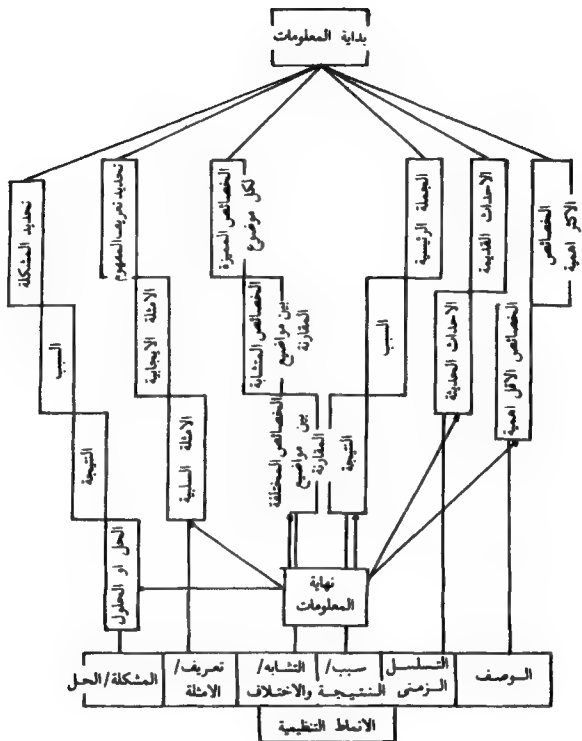 بداية المعلومات
الخصائص
الاكثر اهمية
الخصائص الاقل اهمية
الاحداث القديمة
الاحداث الحديثة
الجملة الرئيسية
السبب
النتيجة
الخصائص المميزة
لكل موضوع
الخصائص المتشابة
بين مواضيع
المقارنة
الخصائص المختلفة
بين مواضيع
المقارنة
تحديد تعريف المفهوم
الامثلة الايجابية
الامثلة السلبية
تحديد المشكلة
السبب
النتيجة
الحل او الحلول
نهاية
المعلومات
الوصف
التسلسل
الزمنى
سبب/
النتيجة
التشابه/
والاختلاف
تعريف/
الامثلة
المشكلة/الحل
الانماط التنظيمية